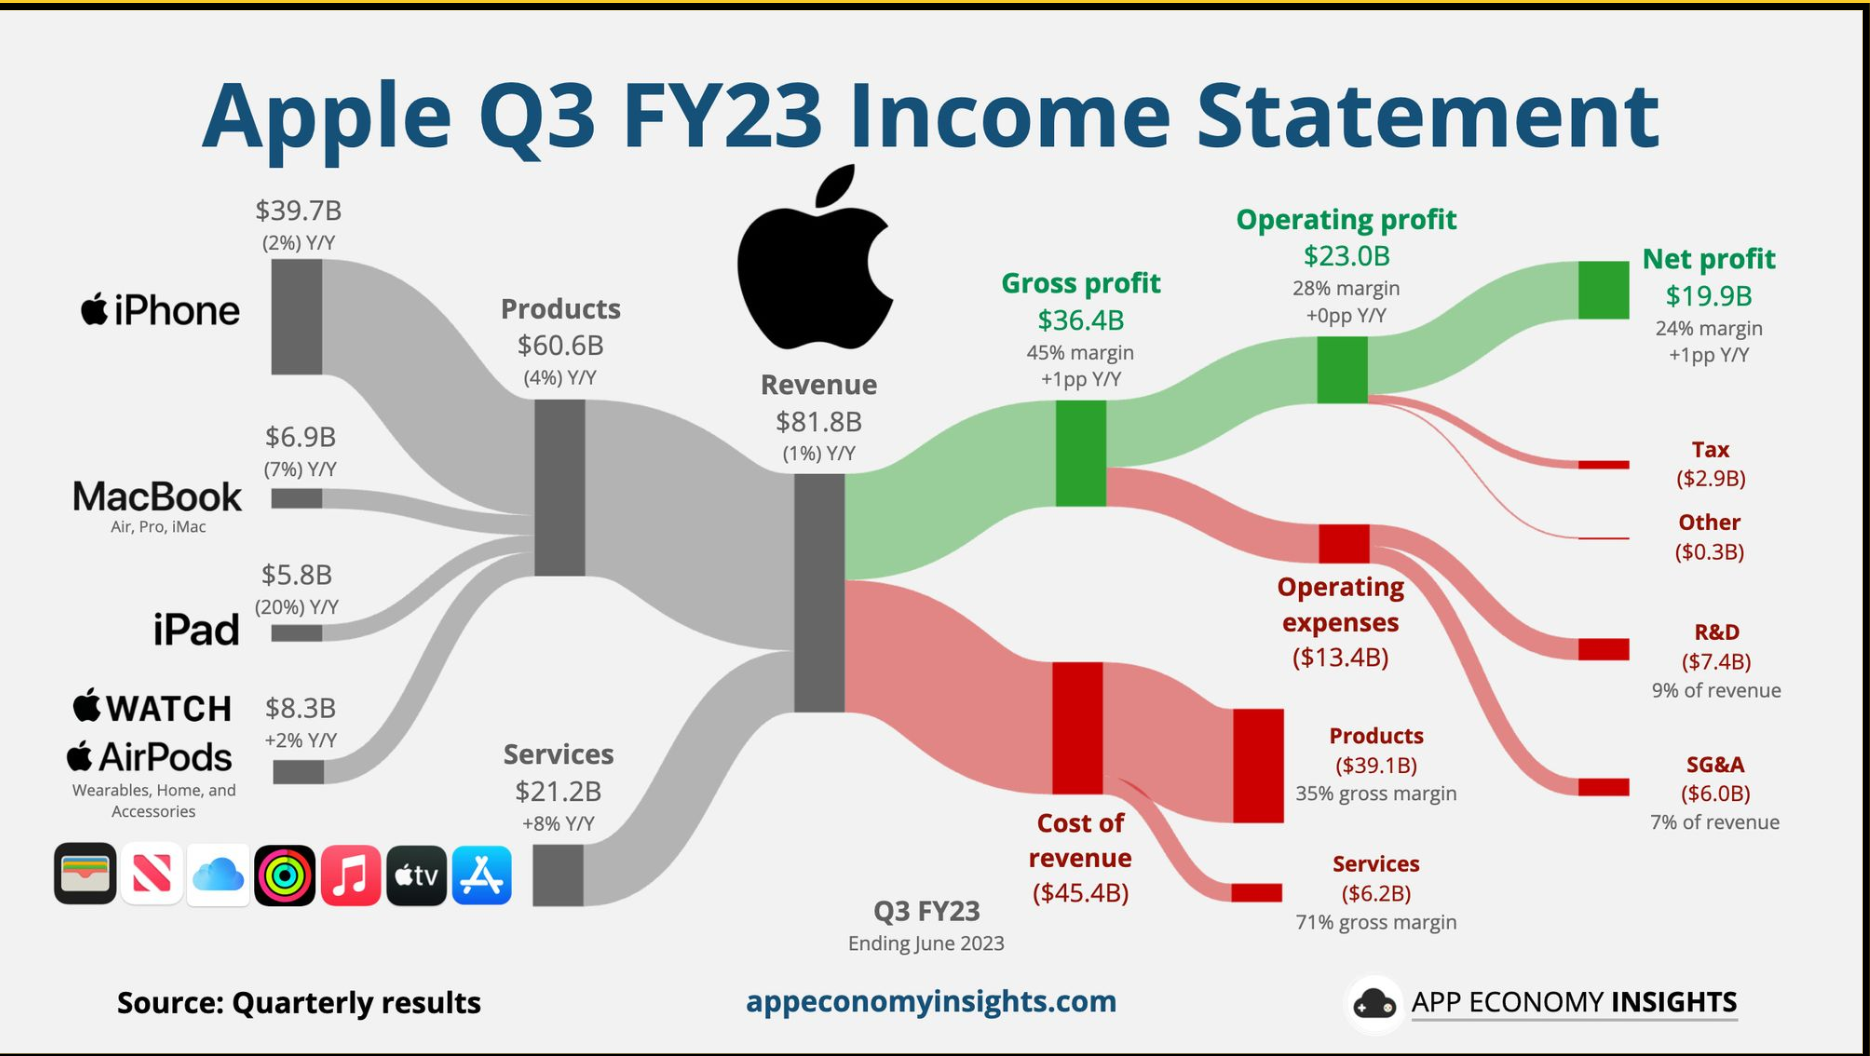 Apple Q3 FY23 Income Statement
$39.7B
(2%) Y/Y
iPhone
$6.9B
(7%) Y/Y
MacBook
Air, Pro, iMac
$5.8B
(20%) Y/Y
iPad
WATCH
AirPods
Wearables, Home, and
Accessories
$8.3B
+2% Y/Y
Products
$60.6B
(4%) Y/Y
Services
$21.2B
+8% Y/Y
tv
Revenue
$81.8B
(1%) Y/Y
Gross profit
$36.4B
45% margin
+1pp Y/Y
Operating profit
$23.0B
28% margin
+0pp Y/Y
Net profit
$19.9B
24% margin
+1pp Y/Y
Tax
($2.9B)
Other
($0.3B)
Operating
expenses
($13.4B)
R&D
($7.4B)
9% of revenue
SG&A
($6.0B)
7% of revenue
Cost of
revenue
($45.4B)
Products
($39.1B)
35% gross margin
Services
($6.2B)
71% gross margin
Q3 FY23
Ending June 2023
Source: Quarterly results
appeconomyinsights.com
APP ECONOMY INSIGHTS